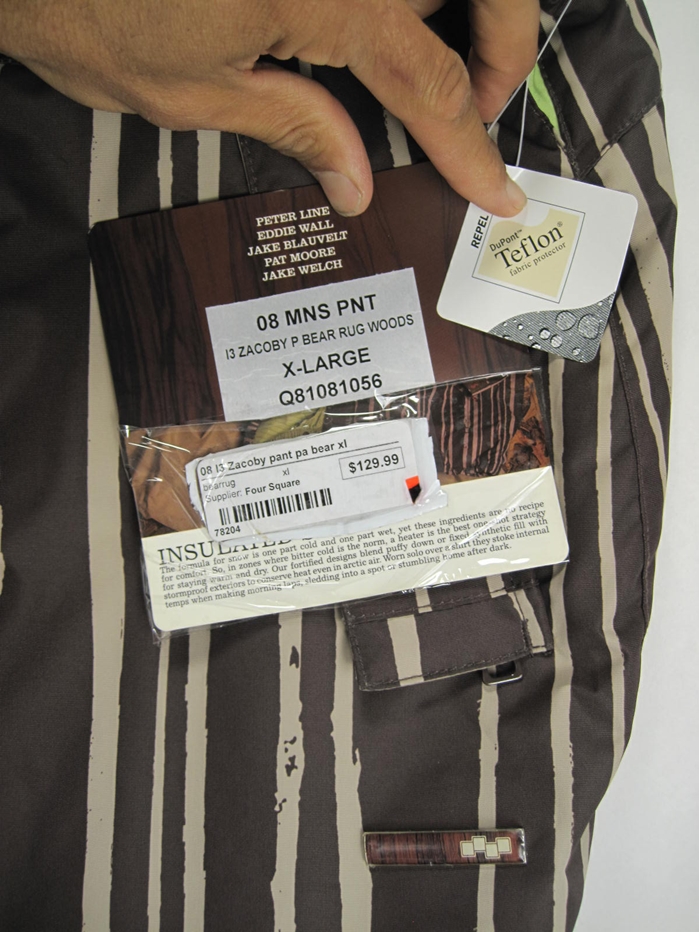 PETER LINE
EDDIE WALL
JAKE BLAUVELT
PAT MOORE
JAKE WELCH
REPEL
DuPont™
Teflon®
fabric protector
08 MNS PNT
I3 ZACOBY P BEAR RUG WOODS
X-LARGE
Q81081056
08 I3 Zacoby pant pa bear xl
bearrug xl
$129.99
Supplier: Four Square
78204
INSULATED
The formula for snow is one part cold and one part wet, yet these ingredients are no recipe
for comfort. So, in zones where bitter cold is the norm, a heater is the best one-shot strategy
for staying warm and dry. Our fortified designs blend puffy down or fixed synthetic fill with
stormproof exteriors to conserve heat even in arctic air. Worn solo over a shirt they stoke internal
temps when making morning laps, sledding into a spot or stumbling home after dark.